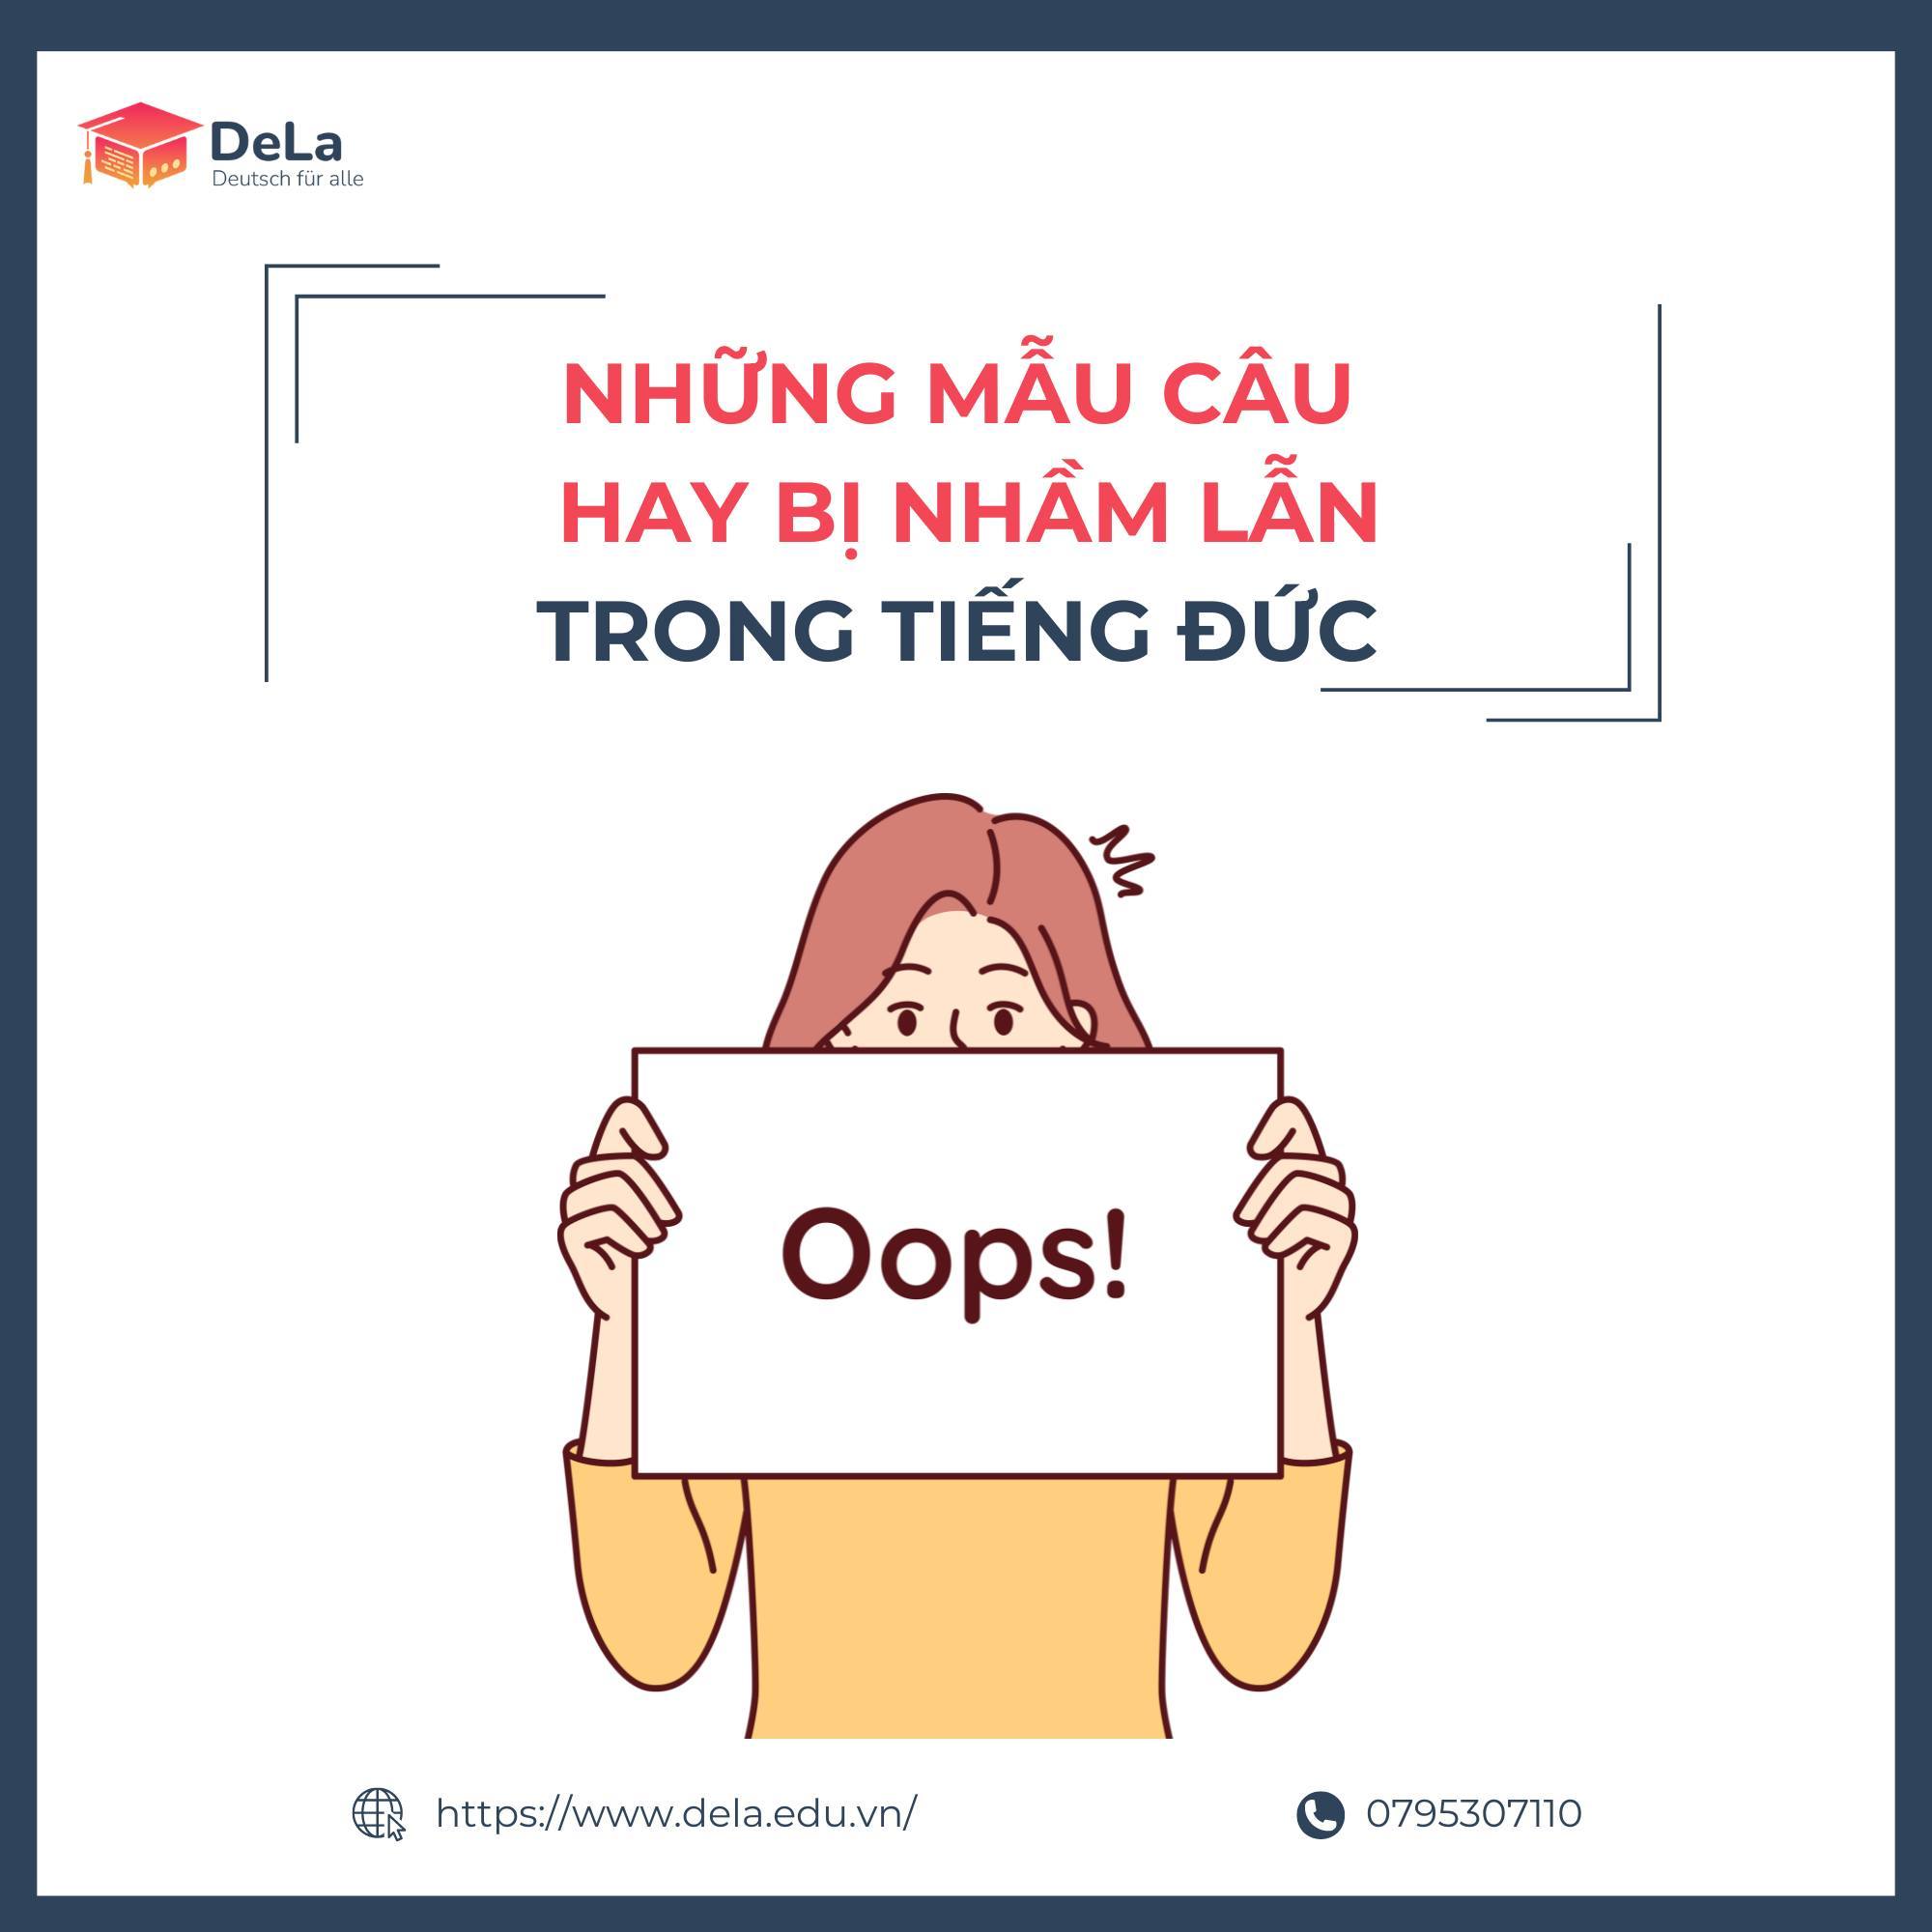 DeLa
Deutsch für alle
NHỮNG MẪU CÂU
HAY BỊ NHẦM LẪN
TRONG TIẾNG ĐỨC
Oops!
https://www.dela.edu.vn/
0795307110